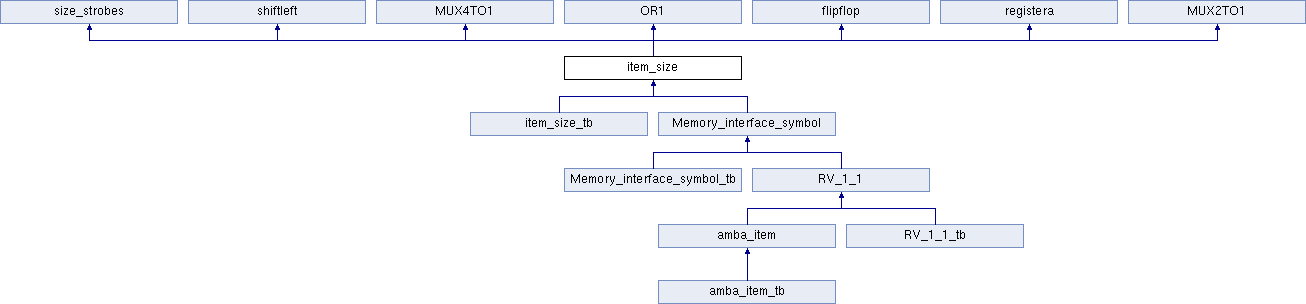 size_strobes
shiftleft
MUX4TO1
OR1
flipflop
registera
MUX2TO1
item_size
item_size_tb
Memory_interface_symbol
Memory_interface_symbol_tb
RV_1_1
amba_item
RV_1_1_tb
amba_item_tb